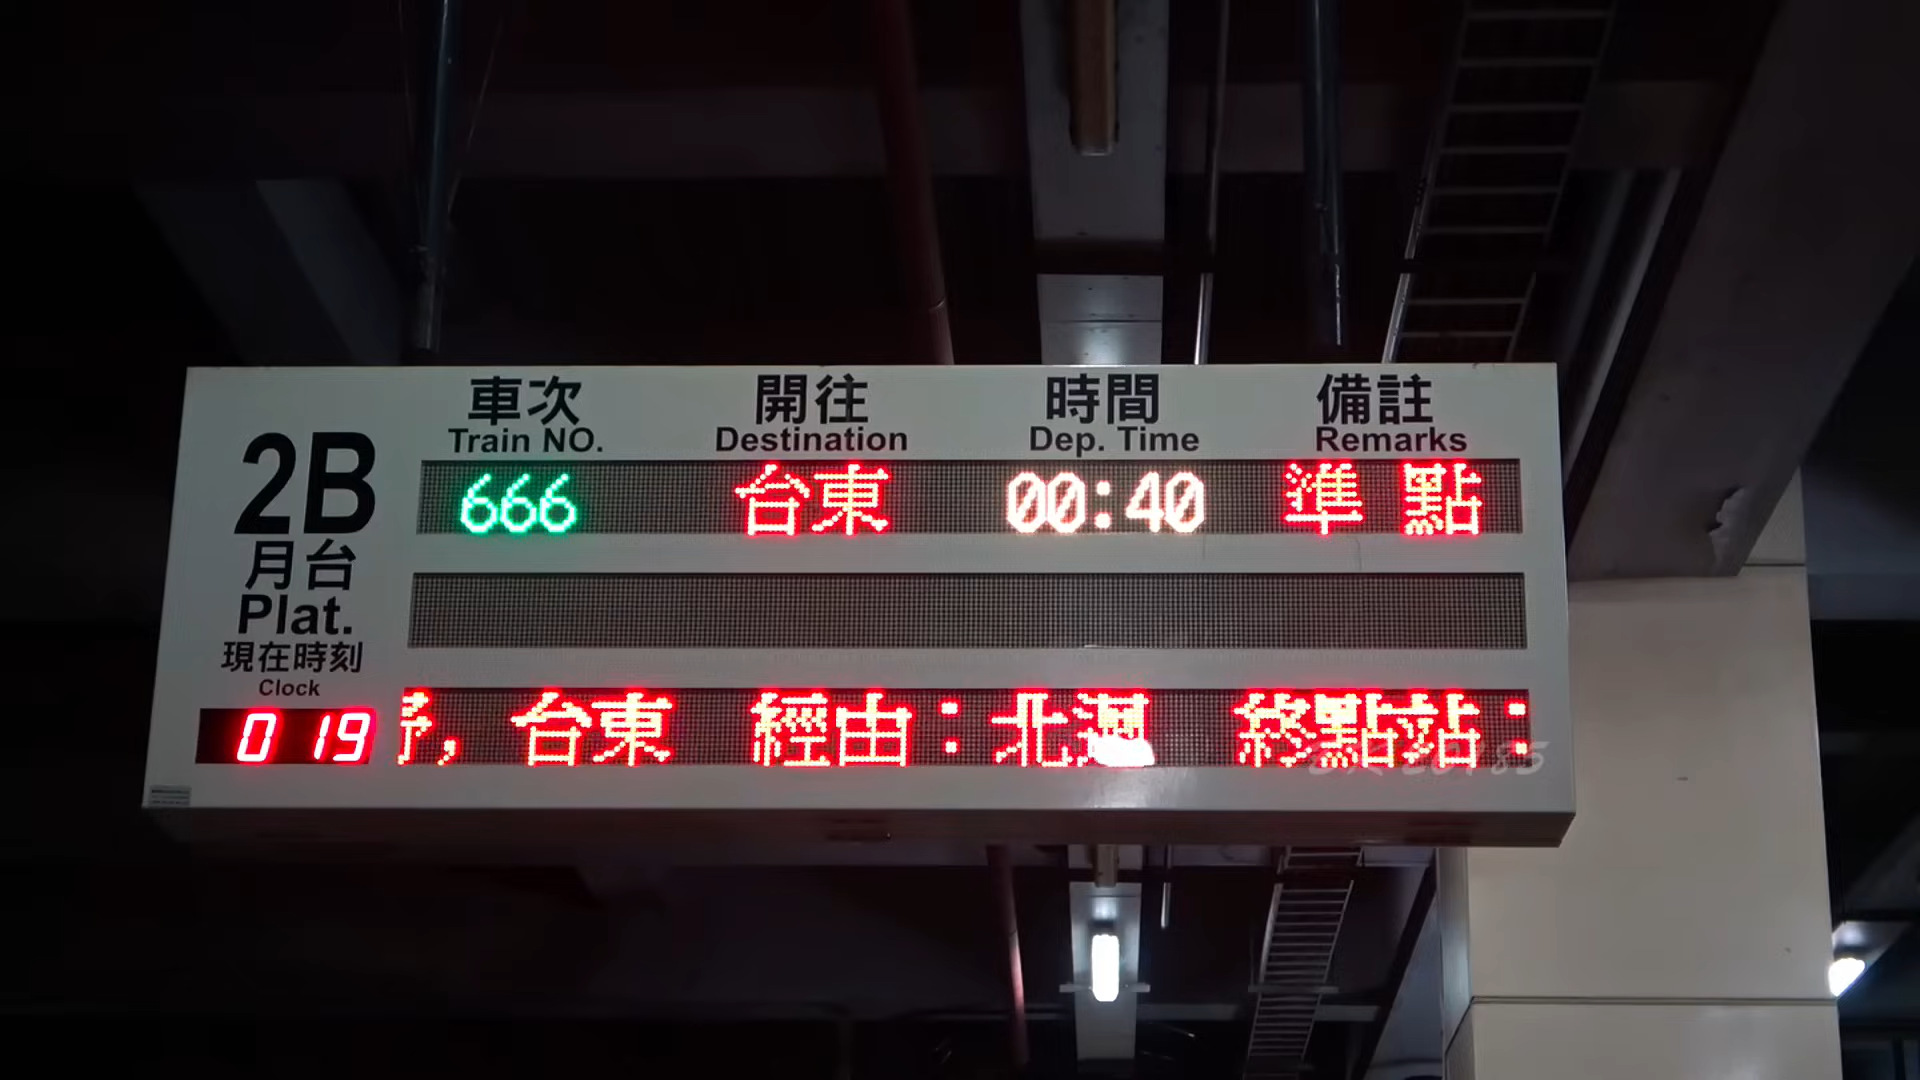 車次 開往 時間 備註
Train NO. Destination Dep. Time Remarks
2B
月台
Plat.
現在時刻
Clock
0 19
666 台東 00:40 準點
, 台東 經由：北迴 終點站：